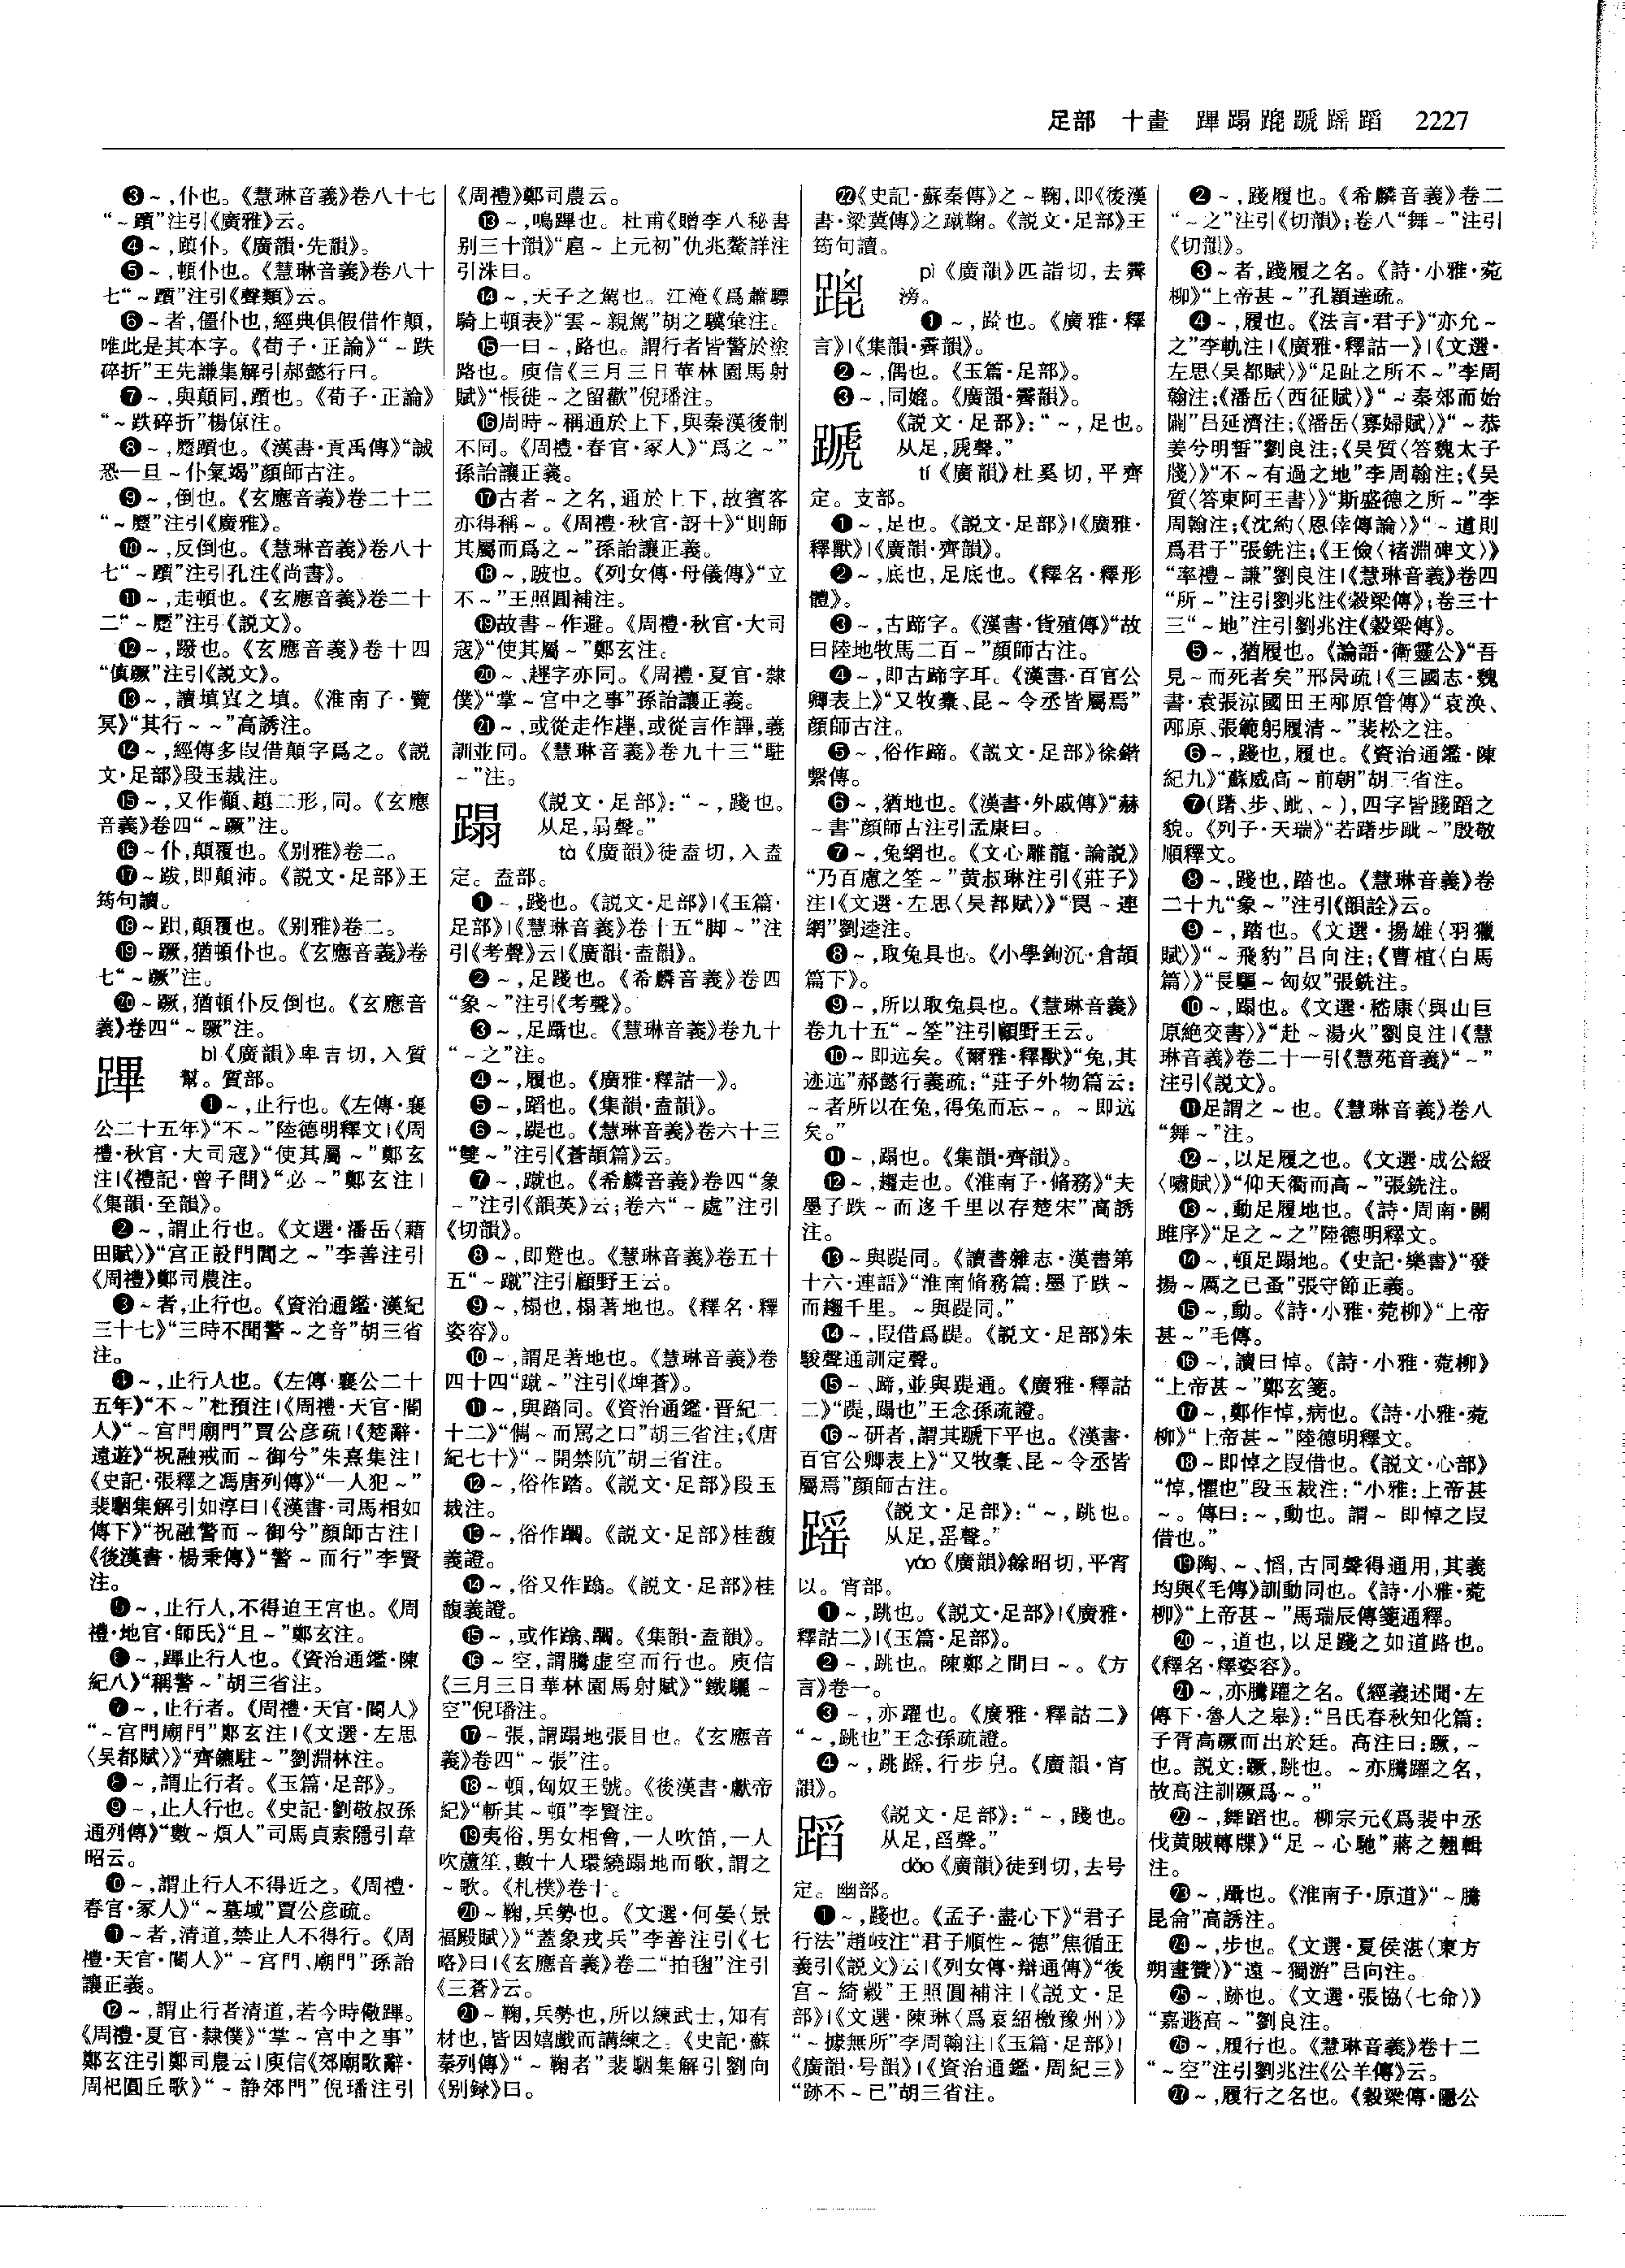 足部　十畫　蹕蹋䠘蹏䠛蹈　2227
❸～,仆也。《慧琳音義》卷八十七
“～蹟”注引《廣雅》云。
❹～,蹎仆。《廣韻·先韻》。
❺～,頓仆也。《慧琳音義》卷八十
七“～躓”注引《聲類》云。
❻～者,僵仆也,經典俱假借作顛,
唯此是其本字。《荀子·正論》“～跌
碎折”王先謙集解引郝懿行曰。
❼～,與顛同,躓也。《荀子·正論》
“～跌碎折”楊倞注。
❽～,蹷躓也。《漢書·貢禹傳》“誠
恐一旦～仆氣竭”顏師古注。
❾～,倒也。《玄應音義》卷二十二
“～蹷”注引《廣雅》。
❿～,反倒也。《慧琳音義》卷八十
七“～躓”注引孔注《尚書》。
⓫～,走頓也。《玄應音義》卷二十
二“～蹷”注引《説文》。
⓬～,蹳也。《玄應音義》卷十四
“傎蹶”注引《説文》。
⓭～,讀填寘之填。《淮南子·覽
冥》“其行～～”高誘注。
⓮～,經傳多叚借顛字爲之。《説
文·足部》段玉裁注。
⓯～,又作傎、趚二形,同。《玄應
音義》卷四“～蹶”注。
⓰～仆,顛覆也。《别雅》卷二。
⓱～跋,即顛沛。《説文·足部》王
筠句讀。
⓲～跙,顛覆也。《别雅》卷二。
⓳～蹶,猶頓仆也。《玄應音義》卷
七“～蹶”注。
⓴～蹶,猶頓仆反倒也。《玄應音
義》卷四“～蹶”注。
蹕　bì《廣韻》卑吉切,入質
幫。質部。
❶～,止行也。《左傳·襄
公二十五年》“不～”陸德明釋文|《周
禮·秋官·大司寇》“使其屬～”鄭玄
注|《禮記·曾子問》“必～”鄭玄注|
《集韻·至韻》。
❷～,謂止行也。《文選·潘岳〈藉
田賦〉》“宮正設門閭之～”李善注引
《周禮》鄭司農注。
❸～者,止行也。《資治通鑑·漢紀
三十七》“三時不聞警～之音”胡三省
注。
❹～,止行人也。《左傳·襄公二十
五年》“不～”杜預注|《周禮·天官·閽
人》“～宮門廟門”賈公彦疏|《楚辭·
遠遊》“祝融戒而～御兮”朱熹集注|
《史記·張釋之馮唐列傳》“一人犯～”
裴駰集解引如淳曰|《漢書·司馬相如
傳下》“祝融警而～御兮”顏師古注|
《後漢書·楊秉傳》“警～而行”李賢
注。
❺～,止行人,不得迫王宮也。《周
禮·地官·師氏》“且～”鄭玄注。
❻～,蹕止行人也。《資治通鑑·陳
紀八》“稱警～”胡三省注。
❼～,止行者。《周禮·天官·閽人》
“～宮門廟門”鄭玄注|《文選·左思
〈吳都賦〉》“齊鑣駐～”劉淵林注。
❽～,謂止行者。《玉篇·足部》。
❾～,止人行也。《史記·劉敬叔孫
通列傳》“數～煩人”司馬貞索隱引韋
昭云。
❿～,謂止行人不得近之。《周禮·
春官·冢人》“～墓域”賈公彦疏。
⓫～者,清道,禁止人不得行。《周
禮·天官·閽人》“～宮門、廟門”孫詒
讓正義。
⓬～,謂止行者清道,若今時儆蹕。
《周禮·夏官·隸僕》“掌～宮中之事”
鄭玄注引鄭司農云|庾信《郊廟歌辭·
周祀圓丘歌》“～静郊門”倪璠注引
《周禮》鄭司農云。
⓭～,鳴蹕也。杜甫《贈李八秘書
别三十韻》“扈～上元初”仇兆鰲詳注
引洙曰。
⓮～,天子之駕也。江淹《爲蕭驃
騎上頓表》“雲～親駕”胡之驥彙注。
⓯一曰～,路也。謂行者皆警於塗
路也。庾信《三月三日華林園馬射
賦》“悵徙～之留歡”倪璠注。
⓰周時～稱通於上下,與秦漢後制
不同。《周禮·春官·冢人》“爲之～”
孫詒讓正義。
⓱古者～之名,通於上下,故賓客
亦得稱～。《周禮·秋官·訝士》“則帥
其屬而爲之～”孫詒讓正義。
⓲～,跛也。《列女傳·母儀傳》“立
不～”王照圓補注。
⓳故書～作避。《周禮·秋官·大司
寇》“使其屬～”鄭玄注。
⓴～、趩字亦同。《周禮·夏官·隸
僕》“掌～宮中之事”孫詒讓正義。
㉑～,或從走作趩,或從言作譁,義
訓並同。《慧琳音義》卷九十三“駐
～”注。
蹋　《説文·足部》：“～,踐也。
从足,𦐇聲。”
tà《廣韻》徒盍切,入盍
定。盍部。
❶～,踐也。《説文·足部》|《玉篇·
足部》|《慧琳音義》卷十五“脚～”注
引《考聲》云|《廣韻·盍韻》。
❷～,足踐也。《希麟音義》卷四
“象～”注引《考聲》。
❸～,足躡也。《慧琳音義》卷九十
“～之”注。
❹～,履也。《廣雅·釋詁一》。
❺～,蹈也。《集韻·盍韻》。
❻～,踶也。《慧琳音義》卷六十三
“雙～”注引《蒼頡篇》云。
❼～,蹴也。《希麟音義》卷四“象
～”注引《韻英》云;卷六“～處”注引
《切韻》。
❽～,即蹵也。《慧琳音義》卷五十
五“～蹴”注引顧野王云。
❾～,榻也,榻著地也。《釋名·釋
姿容》。
❿～,謂足著地也。《慧琳音義》卷
四十四“蹴～”注引《埤蒼》。
⓫～,與踏同。《資治通鑑·晋紀二
十二》“偶～而駡之曰”胡三省注;《唐
紀七十》“～開禁阬”胡三省注。
⓬～,俗作踏。《説文·足部》段玉
裁注。
⓭～,俗作躢。《説文·足部》桂馥
義證。
⓮～,俗又作蹹。《説文·足部》桂
馥義證。
⓯～,或作蹹、躢。《集韻·盍韻》。
⓰～空,謂騰虚空而行也。庾信
《三月三日華林園馬射賦》“鐵驪～
空”倪璠注。
⓱～張,謂蹋地張目也。《玄應音
義》卷四“～張”注。
⓲～頓,匈奴王號。《後漢書·獻帝
紀》“斬其～頓”李賢注。
⓳夷俗,男女相會,一人吹笛,一人
吹蘆笙,數十人環繞蹋地而歌,謂之
～歌。《札樸》卷十。
⓴～鞠,兵勢也。《文選·何晏〈景
福殿賦〉》“蓋象戎兵”李善注引《七
略》曰|《玄應音義》卷二“拍毱”注引
《三蒼》云。
㉑～鞠,兵勢也,所以練武士,知有
材也,皆因嬉戲而講練之。《史記·蘇
秦列傳》“～鞠者”裴駰集解引劉向
《别録》曰。
㉒《史記·蘇秦傳》之～鞠,即《後漢
書·梁冀傳》之蹴鞠。《説文·足部》王
筠句讀。
䠘　pì《廣韻》匹詣切,去霽
滂。
❶～,跲也。《廣雅·釋
言》|《集韻·霽韻》。
❷～,偶也。《玉篇·足部》。
❸～,同媲。《廣韻·霽韻》。
蹏　《説文·足部》：“～,足也。
从足,虒聲。”
tí《廣韻》杜奚切,平齊
定。支部。
❶～,足也。《説文·足部》|《廣雅·
釋獸》|《廣韻·齊韻》。
❷～,底也,足底也。《釋名·釋形
體》。
❸～,古蹄字。《漢書·貨殖傳》“故
曰陸地牧馬二百～”顏師古注。
❹～,即古蹄字耳。《漢書·百官公
卿表上》“又牧橐、昆～令丞皆屬焉”
顏師古注。
❺～,俗作蹄。《説文·足部》徐鍇
繫傳。
❻～,猶地也。《漢書·外戚傳》“赫
～書”顏師古注引孟康曰。
❼～,兔網也。《文心雕龍·論説》
“乃百慮之筌～”黄叔琳注引《莊子》
注|《文選·左思〈吳都賦〉》“罠～連
網”劉逵注。
❽～,取兔具也。《小學鉤沉·倉頡
篇下》。
❾～,所以取兔具也。《慧琳音義》
卷九十五“～筌”注引顧野王云。
❿～即迒矣。《爾雅·釋獸》“兔,其
迹迒”郝懿行義疏：“莊子外物篇云：
～者所以在兔,得兔而忘～。～即迒
矣。”
⓫～,蹋也。《集韻·齊韻》。
⓬～,趨走也。《淮南子·脩務》“夫
墨子跌～而趍千里以存楚宋”高誘
注。
⓭～與踶同。《讀書雜志·漢書第
十六·連語》“淮南脩務篇：墨子跌～
而趨千里。～與踶同。”
⓮～,叚借爲踶。《説文·足部》朱
駿聲通訓定聲。
⓯～、蹄,並與踶通。《廣雅·釋詁
二》“踶,蹋也”王念孫疏證。
⓰～研者,謂其蹏下平也。《漢書·
百官公卿表上》“又牧橐、昆～令丞皆
屬焉”顏師古注。
䠛　《説文·足部》：“～,跳也。
从足,䍃聲。”
yáo《廣韻》餘昭切,平宵
以。宵部。
❶～,跳也。《説文·足部》|《廣雅·
釋詁二》|《玉篇·足部》。
❷～,跳也。陳鄭之間曰～。《方
言》卷一。
❸～,亦躍也。《廣雅·釋詁二》
“～,跳也”王念孫疏證。
❹～,跳䠛,行步皃。《廣韻·宵
韻》。
蹈　《説文·足部》：“～,踐也。
从足,舀聲。”
dǎo《廣韻》徒到切,去号
定。幽部。
❶～,踐也。《孟子·盡心下》“君子
行法”趙岐注“君子順性～德”焦循正
義引《説文》云|《列女傳·辯通傳》“後
宮～綺縠”王照圓補注|《説文·足
部》|《文選·陳琳〈爲袁紹檄豫州〉》
“～據無所”李周翰注|《玉篇·足部》|
《廣韻·号韻》|《資治通鑑·周紀三》
“跡不～已”胡三省注。
❷～,踐履也。《希麟音義》卷二
“～之”注引《切韻》;卷八“舞～”注引
《切韻》。
❸～者,踐履之名。《詩·小雅·菀
柳》“上帝甚～”孔穎達疏。
❹～,履也。《法言·君子》“亦允～
之”李軌注|《廣雅·釋詁一》|《文選·
左思〈吳都賦〉》“足趾之所不～”李周
翰注;《潘岳〈西征賦〉》“～秦郊而始
闢”吕延濟注;《潘岳〈寡婦賦〉》“～恭
姜兮明誓”劉良注;《吴質〈答魏太子
牋〉》“不～有過之地”李周翰注;《吳
質〈答東阿王書〉》“斯盛德之所～”李
周翰注;《沈約〈恩倖傳論〉》“～道則
爲君子”張銑注;《王儉〈褚淵碑文〉》
“率禮～謙”劉良注|《慧琳音義》卷四
“所～”注引劉兆注《穀梁傳》;卷三十
三“～地”注引劉兆注《穀梁傳》。
❺～,猶履也。《論語·衛靈公》“吾
見～而死者矣”邢昺疏|《三國志·魏
書·袁張涼國田王邴原管傳》“袁涣、
邴原、張範躬履清～”裴松之注。
❻～,踐也,履也。《資治通鑑·陳
紀九》“蘇威高～前朝”胡三省注。
❼(躇、步、跐、～),四字皆踐蹈之
貌。《列子·天瑞》“若躇步跐～”殷敬
順釋文。
❽～,踐也,踏也。《慧琳音義》卷
二十九“象～”注引《韻詮》云。
❾～,踏也。《文選·揚雄〈羽獵
賦〉》“～飛豹”吕向注;《曹植〈白馬
篇〉》“長驅～匈奴”張銑注。
❿～,蹋也。《文選·嵇康〈與山巨
原絶交書〉》“赴～湯火”劉良注|《慧
琳音義》卷二十一引《慧苑音義》“～”
注引《説文》。
⓫足謂之～也。《慧琳音義》卷八
“舞～”注。
⓬～,以足履之也。《文選·成公綏
〈嘯賦〉》“仰天衢而高～”張銑注。
⓭～,動足履地也。《詩·周南·關
雎序》“足之～之”陸德明釋文。
⓮～,頓足蹋地。《史記·樂書》“發
揚～厲之已蚤”張守節正義。
⓯～,動。《詩·小雅·菀柳》“上帝
甚～”毛傳。
⓰～,讀曰悼。《詩·小雅·菀柳》
“上帝甚～”鄭玄箋。
⓱～,鄭作悼,病也。《詩·小雅·菀
柳》“上帝甚～”陸德明釋文。
⓲～即悼之叚借也。《説文·心部》
“悼,懼也”段玉裁注：“小雅：上帝甚
～。傳曰：～,動也。謂～ 即悼之叚
借也。”
⓳陶、～、慆,古同聲得通用,其義
均與《毛傳》訓動同也。《詩·小雅·菀
柳》“上帝甚～”馬瑞辰傳箋通釋。
⓴～,道也,以足踐之如道路也。
《釋名·釋姿容》。
㉑～,亦騰躍之名。《經義述聞·左
傳下·魯人之皋》：“吕氏春秋知化篇：
子胥高蹶而出於廷。高注曰：蹶,～
也。説文：蹶,跳也。～亦騰躍之名,
故高注訓蹶爲～。”
㉒～,舞蹈也。柳宗元《爲裴中丞
伐黄賊轉牒》“足～心馳”蔣之翹輯
注。
㉓～,躡也。《淮南子·原道》“～騰
昆侖”高誘注。
㉔～,步也。《文選·夏侯湛〈東方
朔畫贊〉》“遠～獨游”吕向注。
㉕～,跡也。《文選·張協〈七命〉》
“嘉遯高～”劉良注。
㉖～,履行也。《慧琳音義》卷十二
“～空”注引劉兆注《公羊傳》云。
㉗～,履行之名也。《穀梁傳·隱公